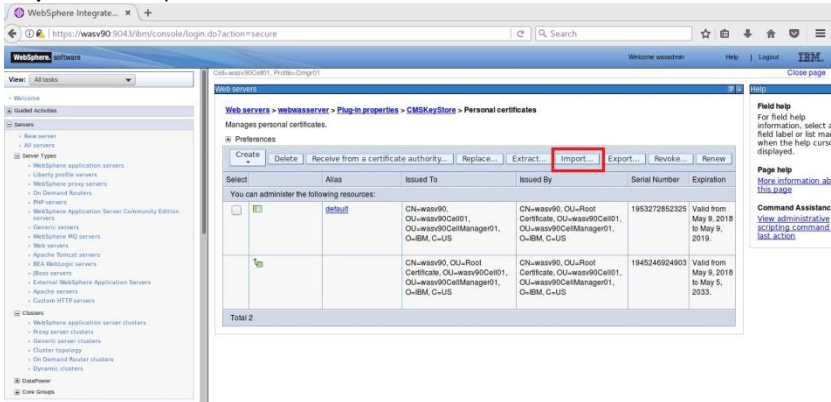 WebSphere Integrate... ×
https://wasv90:9043/ibm/console/login.do?action=secure
Search
WebSphere. software
Welcome wasadmin
Help | Logout
IBM.
View: All tasks
Cell=wasv90Cell01, Profile=Dmgr01
Close page
Welcome
Guided Activities
Servers
New server
All servers
Server Types
WebSphere application servers
Liberty profile servers
WebSphere proxy servers
On Demand Routers
PHP servers
WebSphere Application Server Community Edition
servers
Generic servers
WebSphere MQ servers
Web servers
Apache Tomcat servers
BEA WebLogic servers
JBoss servers
External WebSphere Application Servers
Apache servers
Custom HTTP servers
Clusters
WebSphere application server clusters
Proxy server clusters
Generic server clusters
Cluster topology
On Demand Router clusters
Dynamic clusters
DataPower
Core Groups
Web servers
Web servers > webwasserver > Plug-in properties > CMSKeyStore > Personal certificates
Manages personal certificates.
Preferences
Create Delete Receive from a certificate authority... Replace... Extract... Import... Export... Revoke... Renew
Select Alias Issued To Issued By Serial Number Expiration
You can administer the following resources:
default
CN=wasv90,
OU=wasv90Cell01,
OU=wasv90CellManager01,
O=IBM, C=US
CN=wasv90, OU=Root
Certificate, OU=wasv90Cell01,
OU=wasv90CellManager01,
O=IBM, C=US
1953272852325
Valid from
May 9, 2018
to May 9,
2019.
CN=wasv90, OU=Root
Certificate, OU=wasv90Cell01,
OU=wasv90CellManager01,
O=IBM, C=US
CN=wasv90, OU=Root
Certificate, OU=wasv90Cell01,
OU=wasv90CellManager01,
O=IBM, C=US
1945246924903
Valid from
May 9, 2018
to May 5,
2033.
Total 2
Help
Field help
For field help
information, select a
field label or list mar
when the help curso
displayed.
Page help
More information ab
this page
Command Assistanc
View administrative
scripting command
last action